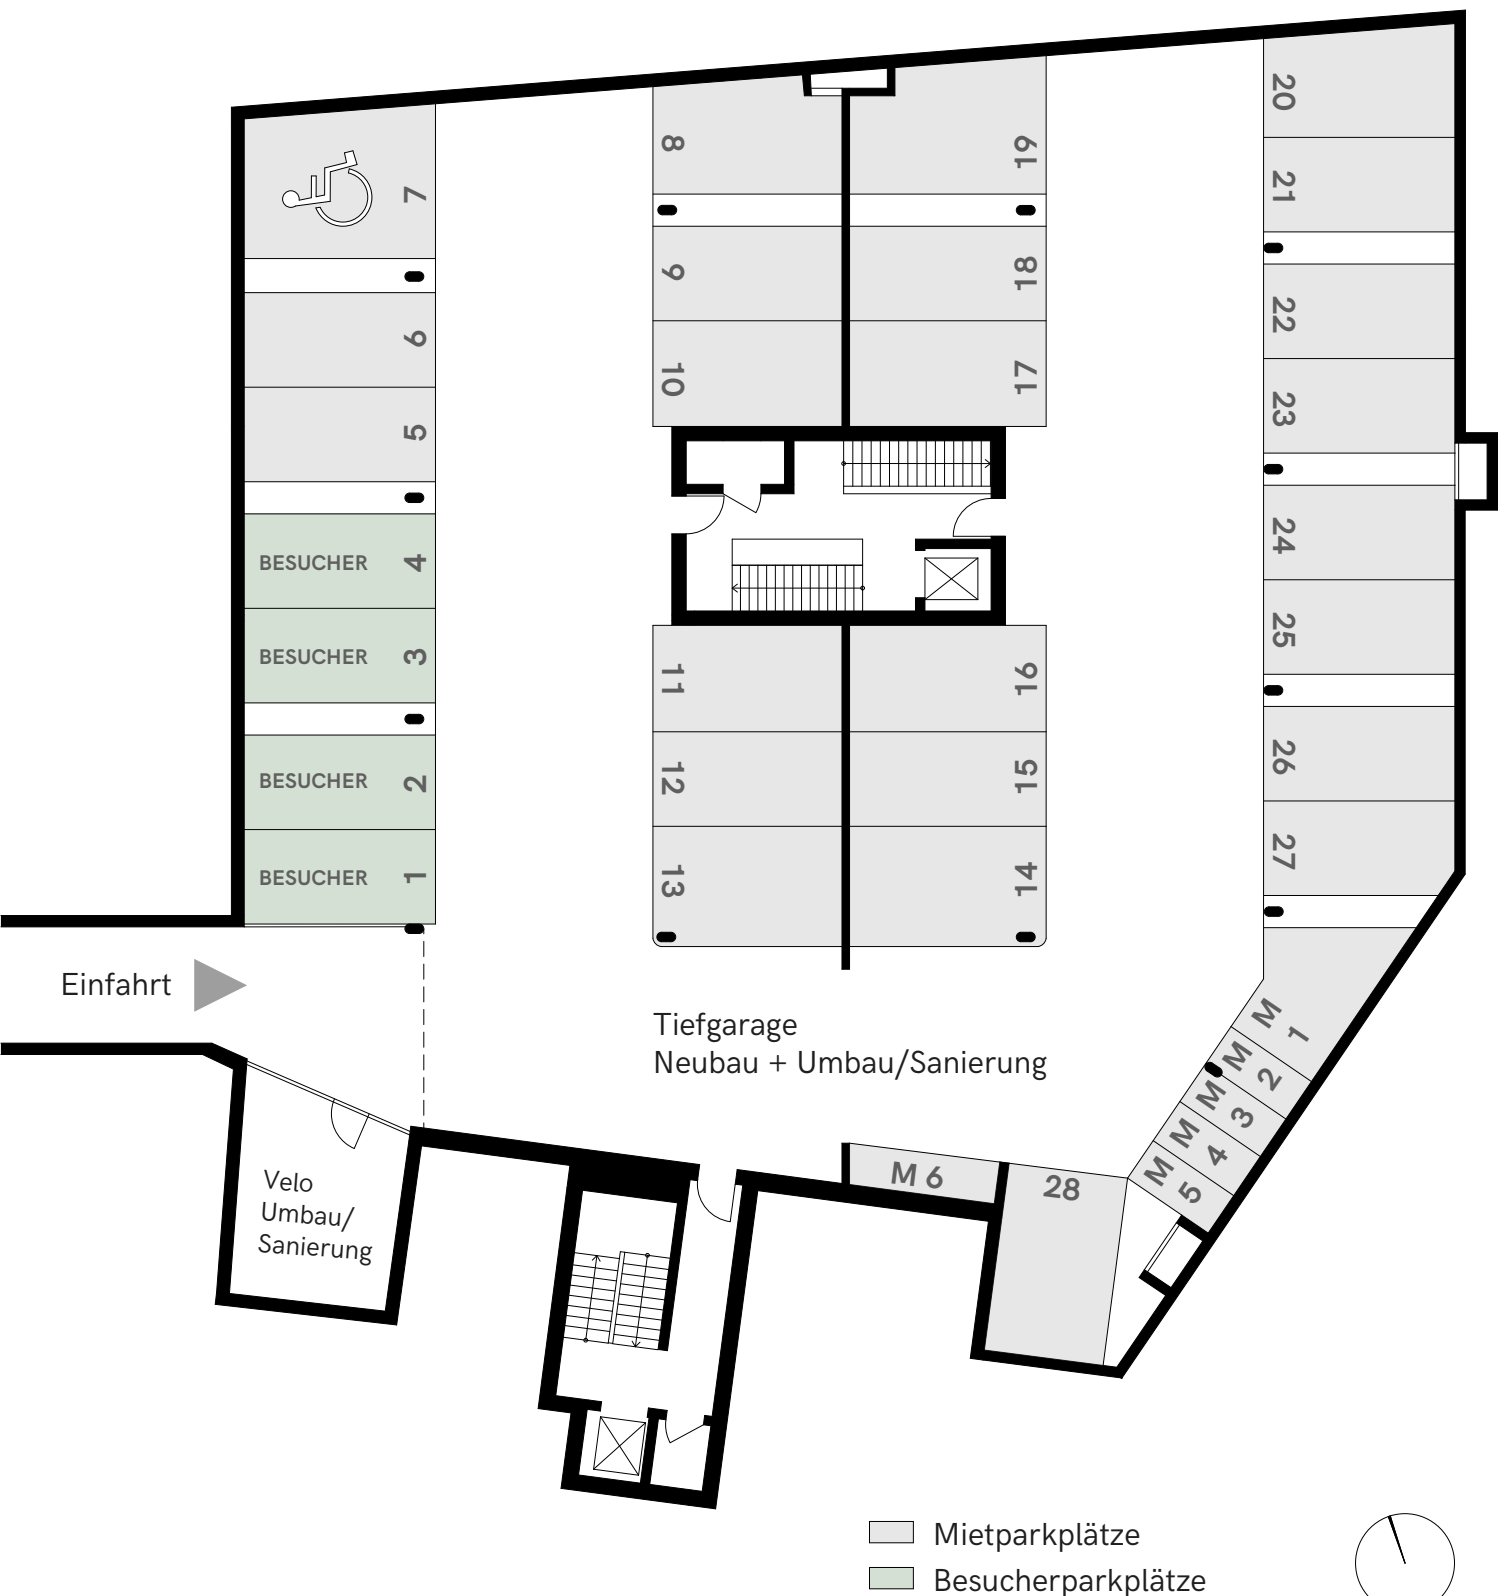 20
8
19
7
21
9
18
22
6
10
17
23
5
24
BESUCHER 4
25
BESUCHER 3
11
16
26
BESUCHER 2
12
15
27
BESUCHER 1
13
14
Einfahrt
Tiefgarage
Neubau + Umbau/Sanierung
M 1
M 2
M 3
M 4
M 5
M 6
28
Velo
Umbau/
Sanierung
Mietparkplätze
Besucherparkplätze